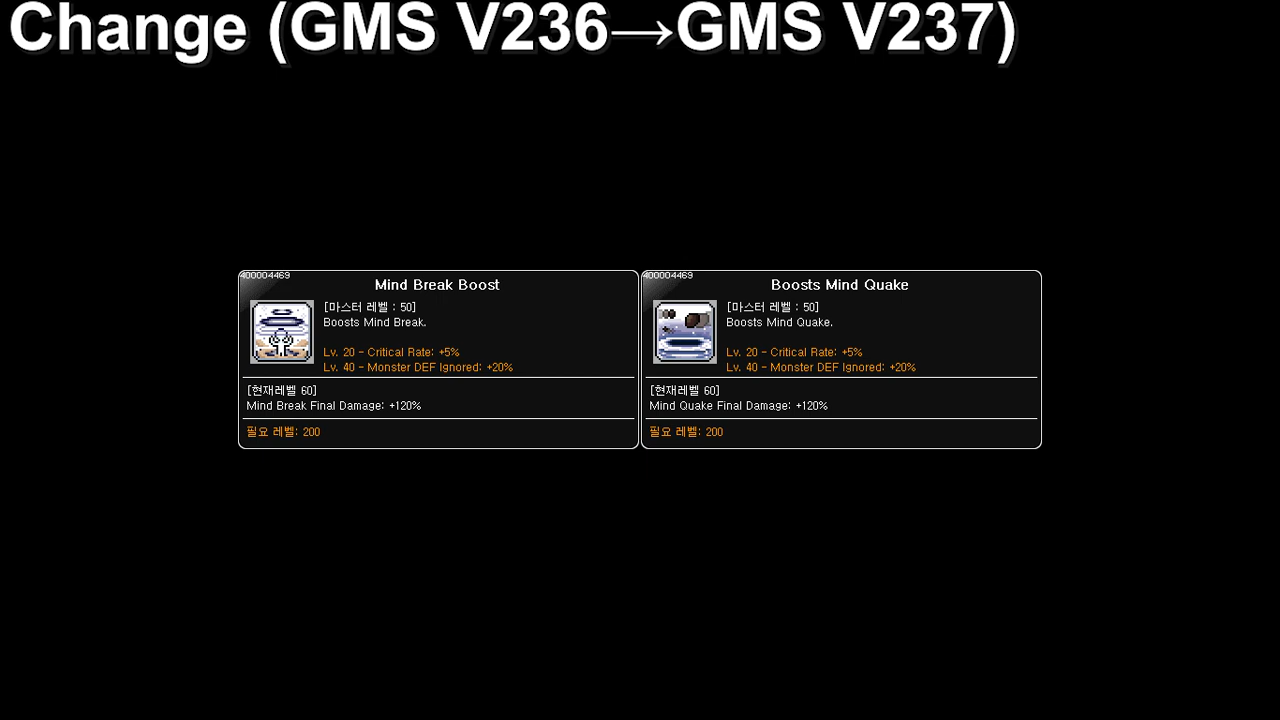 Change (GMS V236→GMS V237)
400004469
Mind Break Boost
[마스터 레벨 : 50]
Boosts Mind Break.
Lv. 20 - Critical Rate: +5%
Lv. 40 - Monster DEF Ignored: +20%
[현재레벨 60]
Mind Break Final Damage: +120%
필요 레벨: 200
400004469
Boosts Mind Quake
[마스터 레벨 : 50]
Boosts Mind Quake.
Lv. 20 - Critical Rate: +5%
Lv. 40 - Monster DEF Ignored: +20%
[현재레벨 60]
Mind Quake Final Damage: +120%
필요 레벨: 200